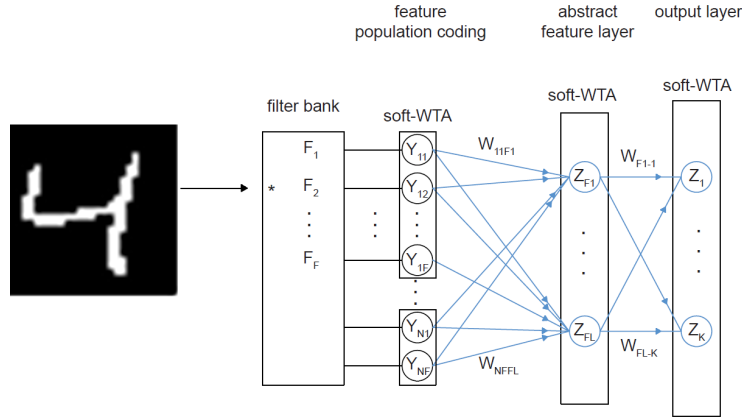 feature
population coding
abstract
feature layer
output layer
filter bank
soft-WTA
soft-WTA
soft-WTA
F1
F2
FF
*
Y11
Y12
Y1F
YN1
YNF
W11F1
WNFFL
ZF1
ZFL
WF1-1
WFL-K
Z1
ZK